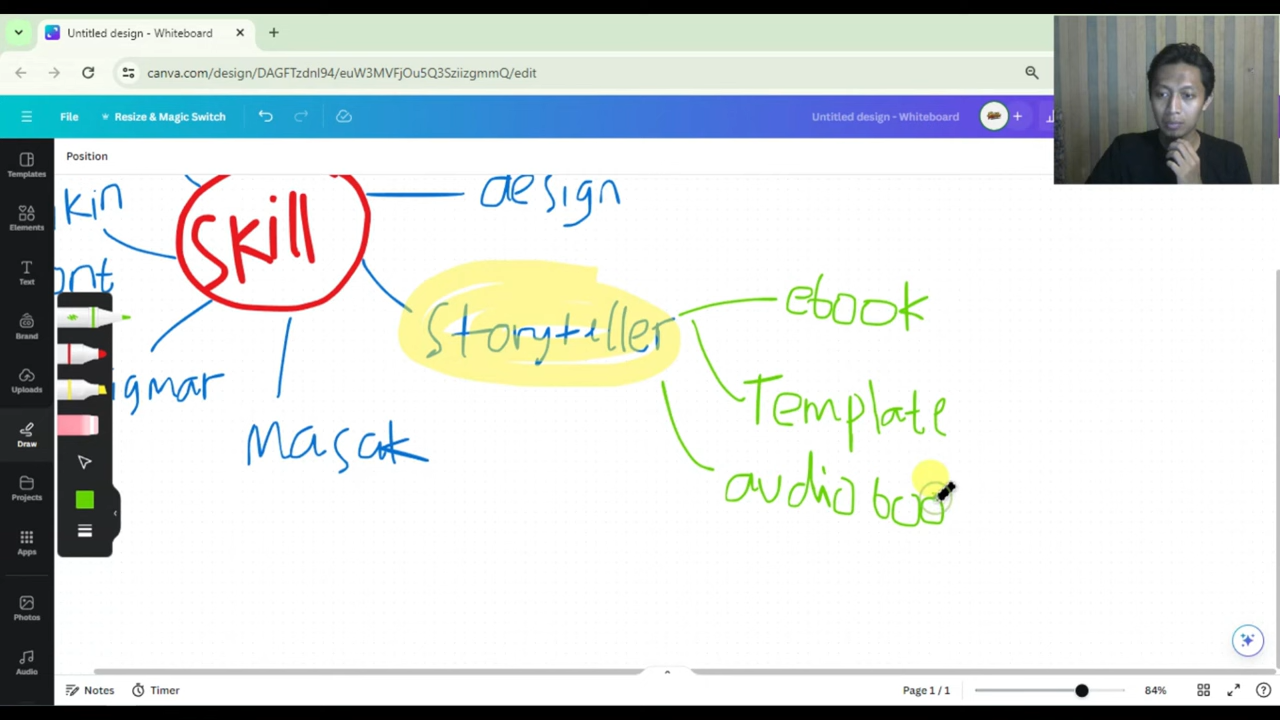 Untitled design - Whiteboard
canva.com/design/DAGFTzdnl94/euW3MVFjOu5Q3SziizgmmQ/edit
File
Resize & Magic Switch
Untitled design - Whiteboard
Position
Templates
Elements
Text
Brand
Uploads
Draw
Projects
Apps
Photos
Audio
design
kin
skill
ont
Storyteller
ebook
igmar
Template
Masak
audio boo
Notes
Timer
Page 1 / 1
84%